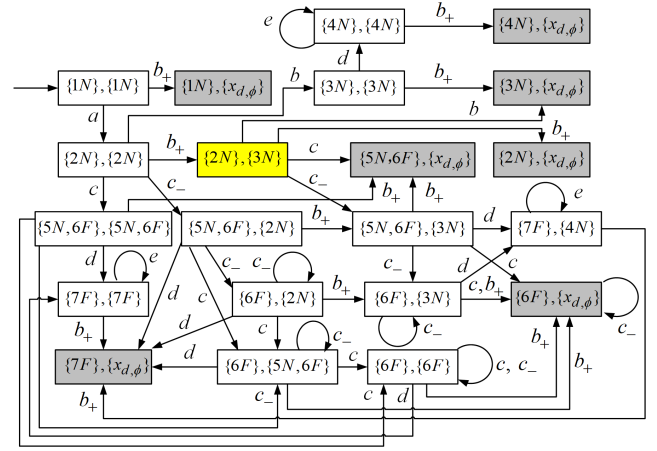 e {4N},{4N} b₊ {4N},{x_{d,ϕ}}
d
{1N},{1N} b₊ {1N},{x_{d,ϕ}} b {3N},{3N} b₊ {3N},{x_{d,ϕ}}
a b
{2N},{2N} b₊ {2N},{3N} c {5N,6F},{x_{d,ϕ}} b₊ {2N},{x_{d,ϕ}}
c c₋ c₋ b₊ b₊ e
{5N,6F},{5N,6F} {5N,6F},{2N} b₊ {5N,6F},{3N} d {7F},{4N}
d e d c c₋ c₋ c₋ d c
{7F},{7F} {6F},{2N} b₊ {6F},{3N} c,b₊ {6F},{x_{d,ϕ}}
b₊ d c c₋ c₋ b₊ b₊ c₋
{7F},{x_{d,ϕ}} d {6F},{5N,6F} c {6F},{6F} c, c₋
b₊ c₋ c d